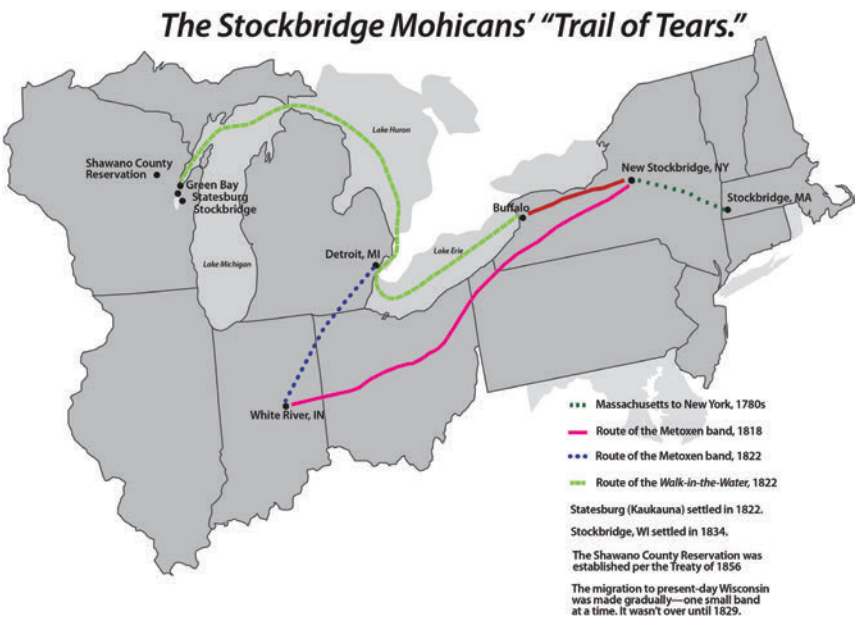 The Stockbridge Mohicans' "Trail of Tears."
Lake Huron
Shawano County
Reservation
Green Bay
Statesburg
Stockbridge
New Stockbridge, NY
Stockbridge, MA
Buffalo
Lake Erie
Detroit, MI
Lake Michigan
White River, IN
Massachusetts to New York, 1780s
Route of the Metoxen band, 1818
Route of the Metoxen band, 1822
Route of the Walk-in-the-Water, 1822
Statesburg (Kaukauna) settled in 1822.
Stockbridge, WI settled in 1834.
The Shawano County Reservation was
established per the Treaty of 1856
The migration to present-day Wisconsin
was made gradually—one small band
at a time. It wasn't over until 1829.